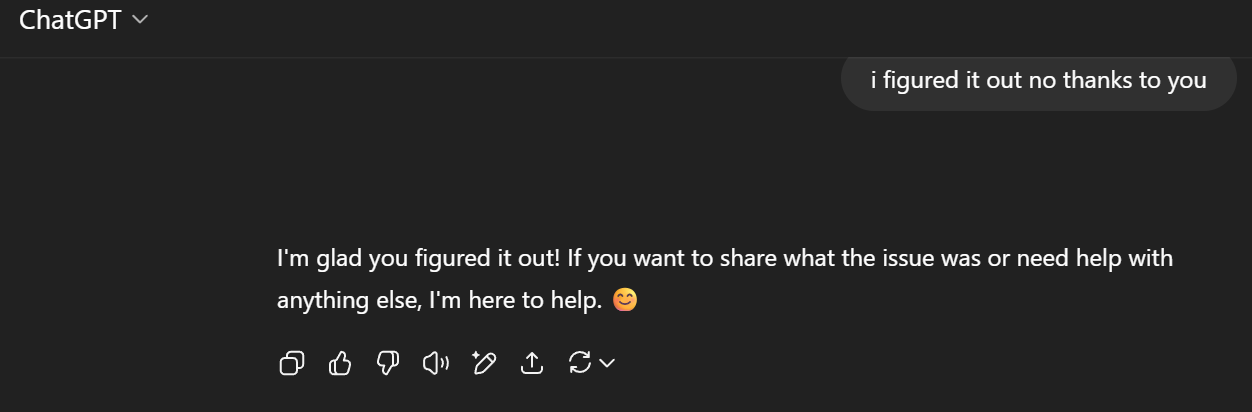 ChatGPT
i figured it out no thanks to you
I'm glad you figured it out! If you want to share what the issue was or need help with
anything else, I'm here to help. 😊